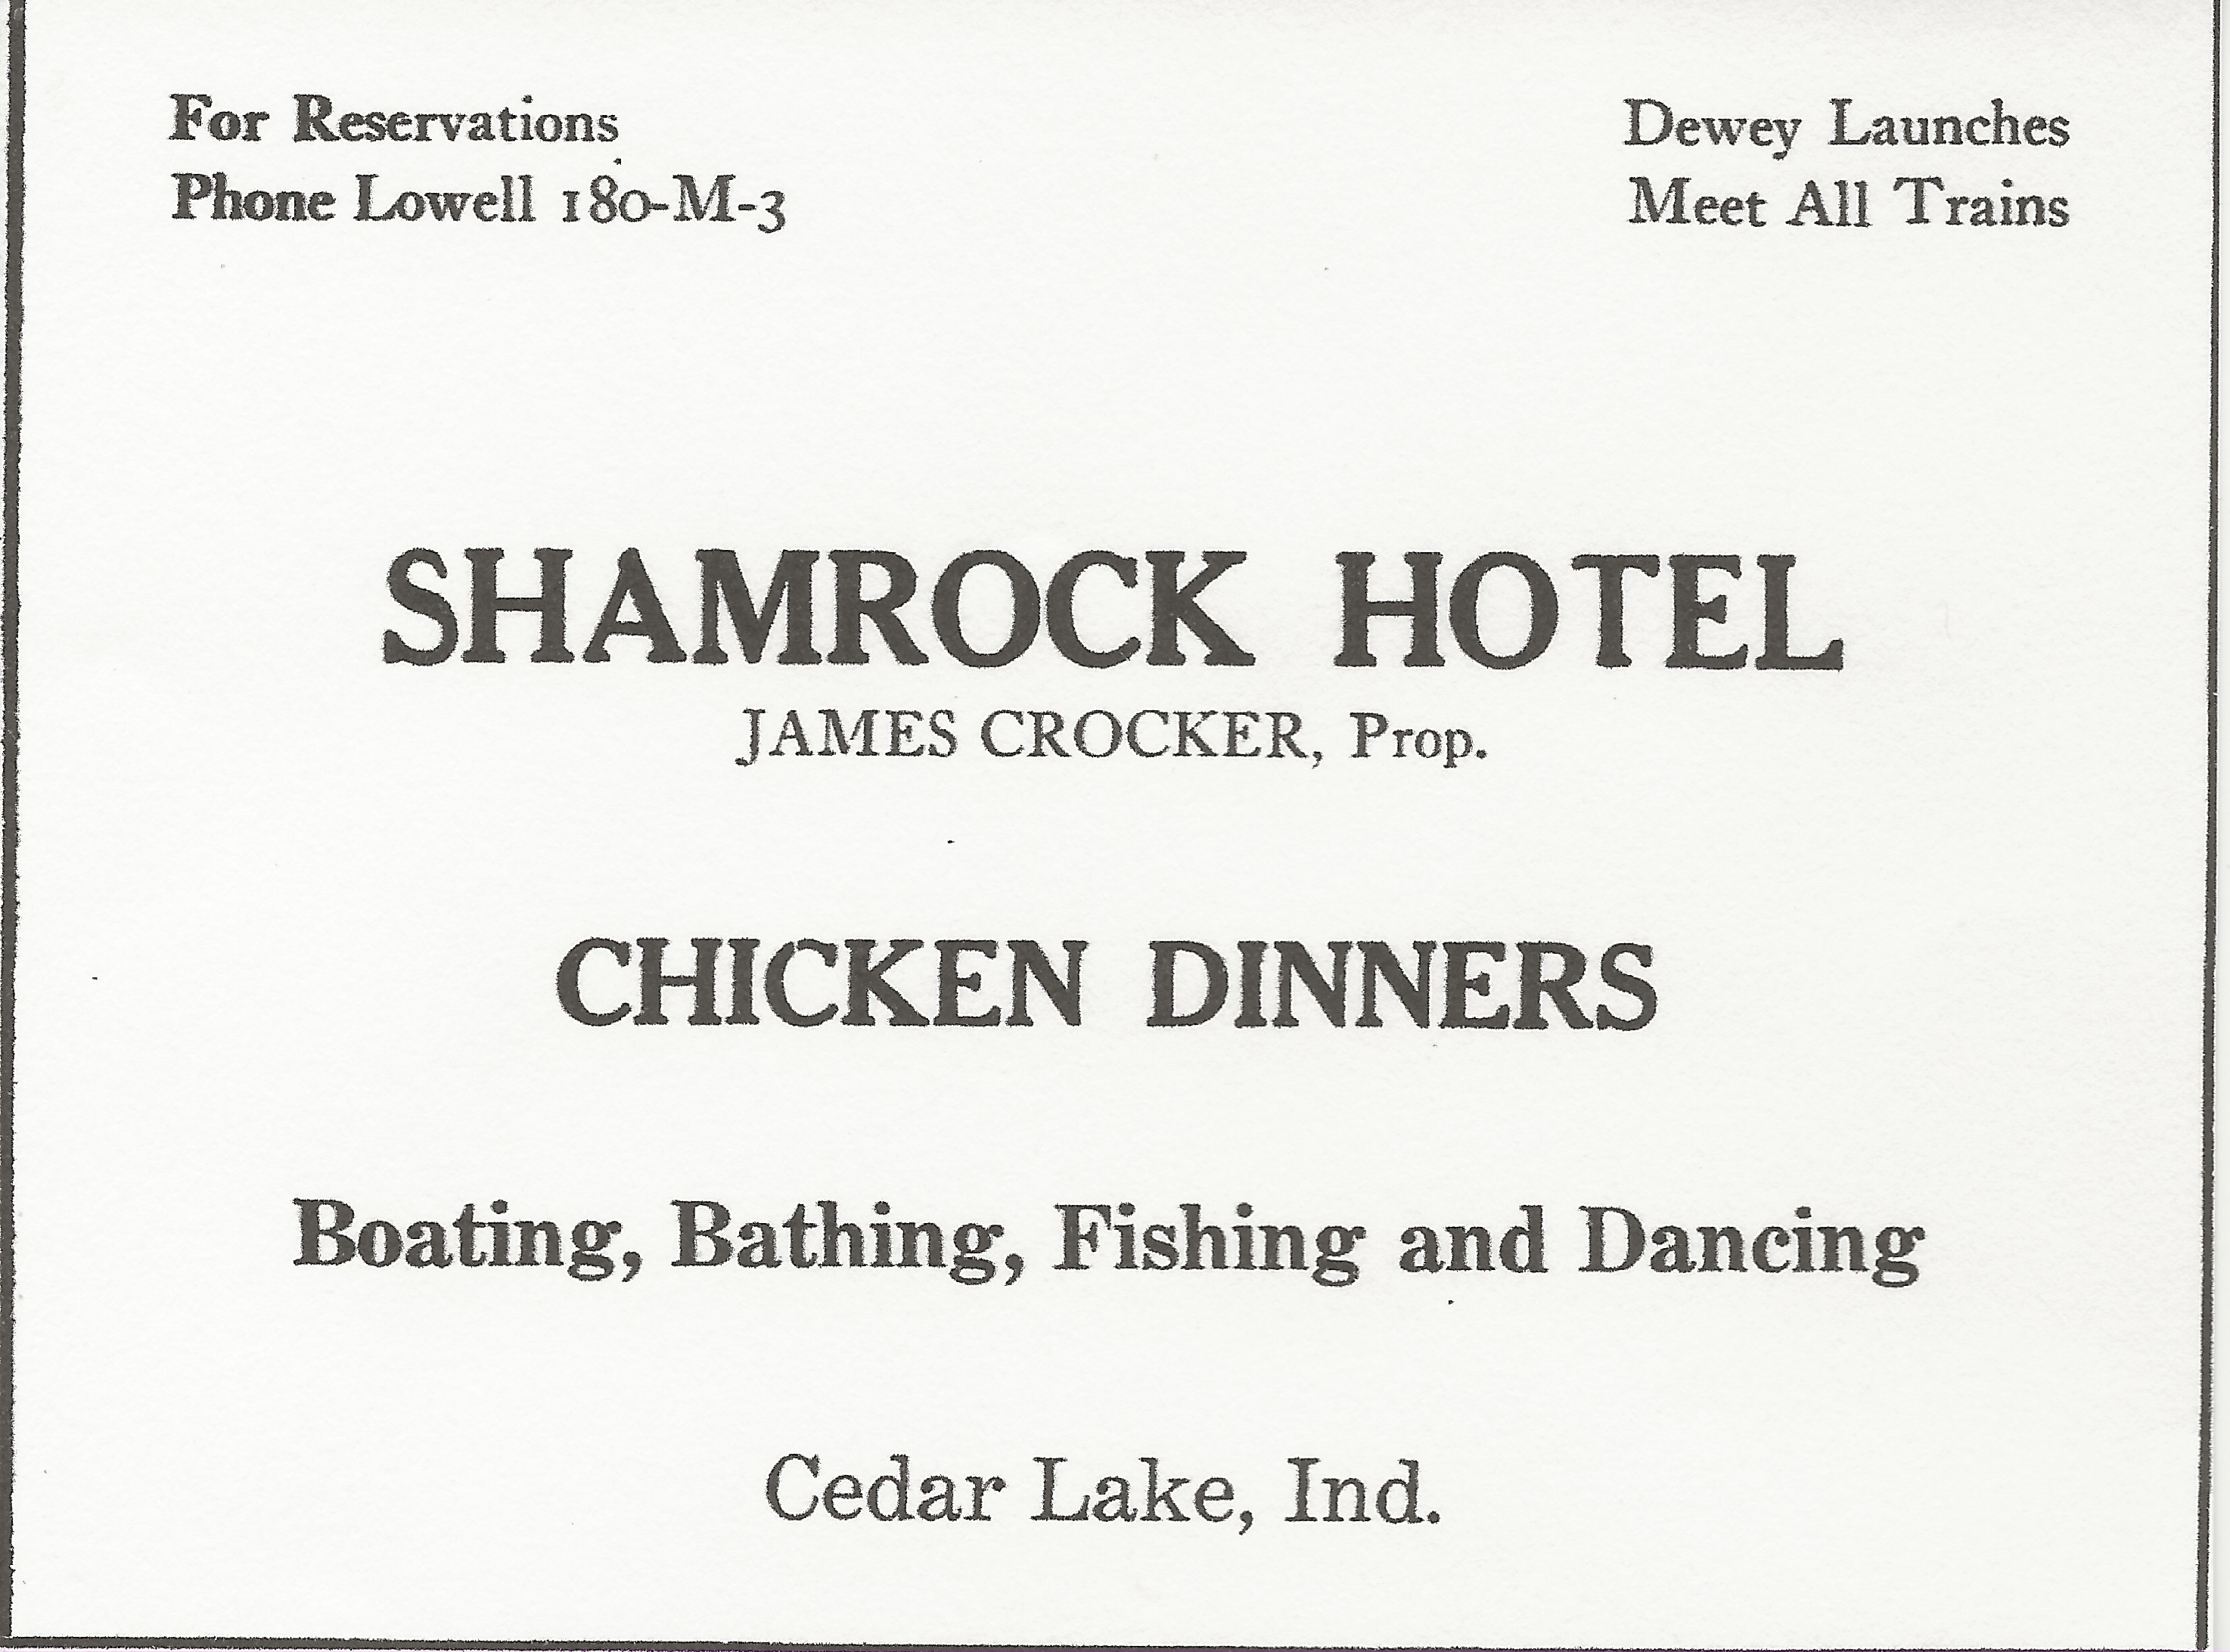 For Reservations
Phone Lowell 180-M-3
Dewey Launches
Meet All Trains
SHAMROCK HOTEL
JAMES CROCKER, Prop.
CHICKEN DINNERS
Boating, Bathing, Fishing and Dancing
Cedar Lake, Ind.